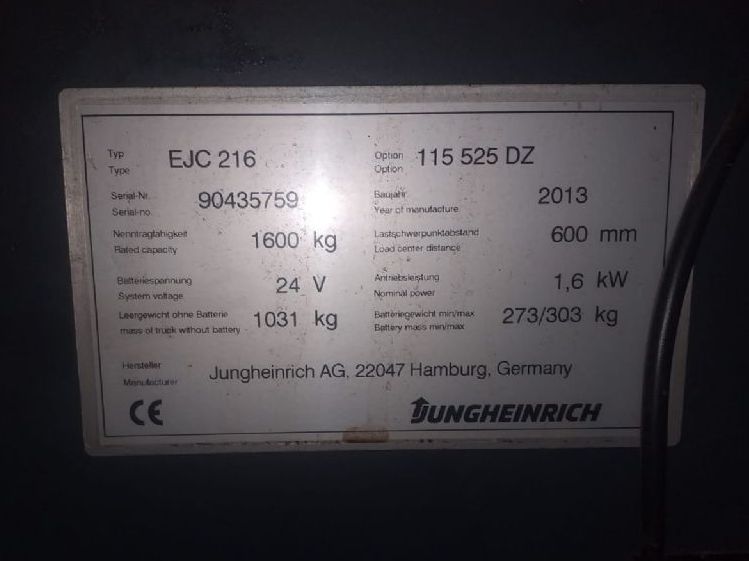 Typ EJC 216 Option 115 525 DZ
Type Option
Serial-Nr. 90435759 Baujahr 2013
Serial-no. Year of manufacture
Nenntragfähigkeit 1600 kg Lastschwerpunktabstand 600 mm
Rated capacity Load center distance
Batteriespannung 24 V Antriebsleistung 1,6 kW
System voltage Nominal power
Leergewicht ohne Batterie 1031 kg Batteriegewicht min/max 273/303 kg
mass of truck without battery Battery mass min/max
Hersteller Jungheinrich AG, 22047 Hamburg, Germany
Manufacturer
CE JUNGHEINRICH